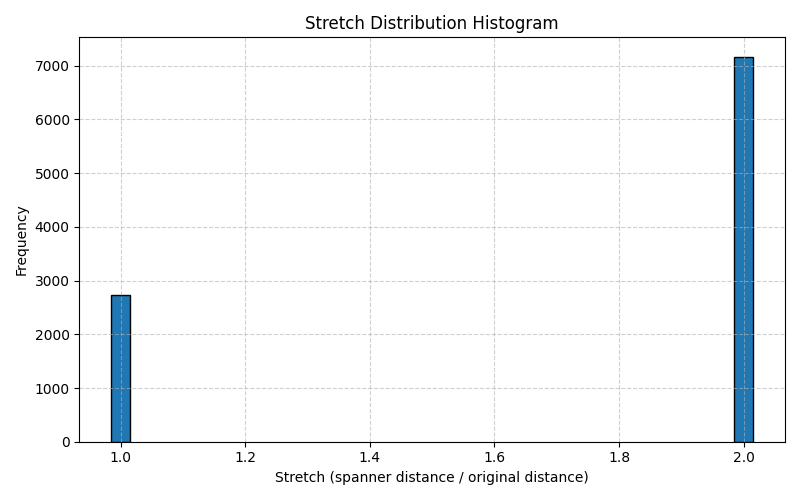 Stretch Distribution Histogram
Frequency
7000
6000
5000
4000
3000
2000
1000
0
1.0 1.2 1.4 1.6 1.8 2.0
Stretch (spanner distance / original distance)